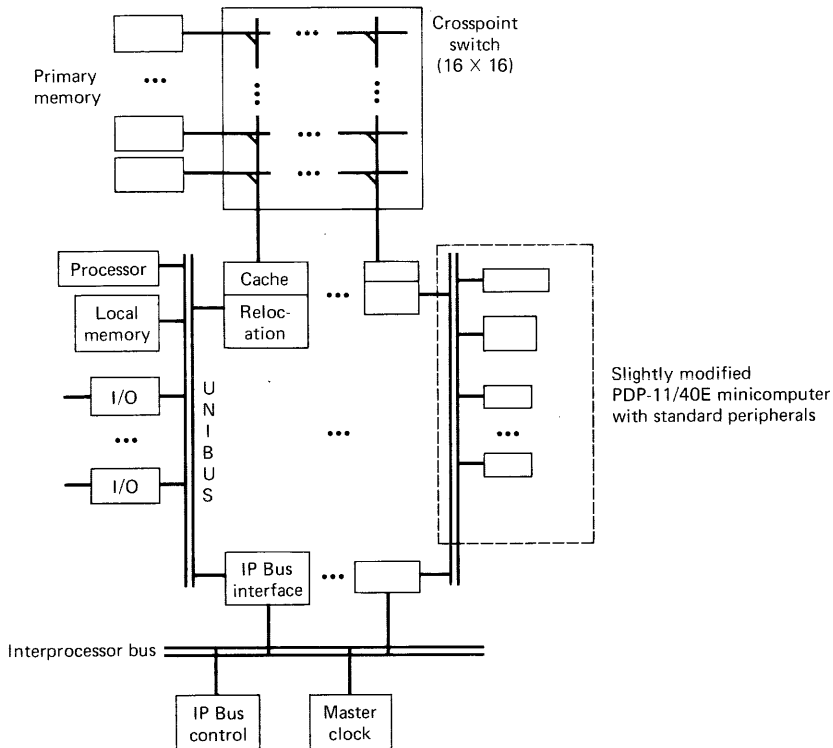 Crosspoint
switch
(16 X 16)
Primary
memory
Processor
Local
memory
I/O
I/O
UNIBUS
Cache
Reloc-
ation
Slightly modified
PDP-11/40E minicomputer
with standard peripherals
IP Bus
interface
Interprocessor bus
IP Bus
control
Master
clock